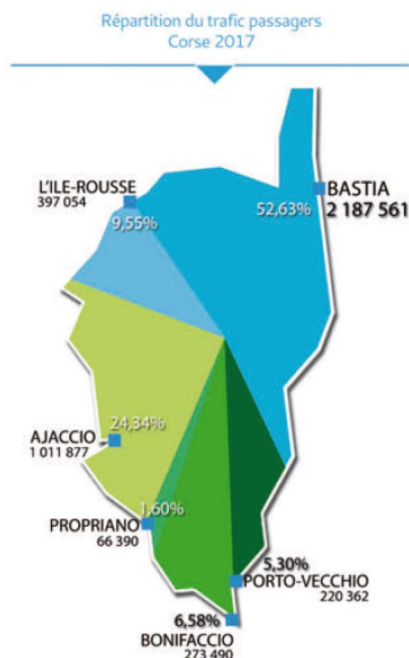 Répartition du trafic passagers
Corse 2017
L'ILE-ROUSSE
397 054
9,55%
52,63%
BASTIA
2 187 561
24,34%
AJACCIO
1 011 877
1,60%
PROPRIANO
66 390
5,30%
PORTO-VECCHIO
220 362
6,58%
BONIFACCIO
273 490